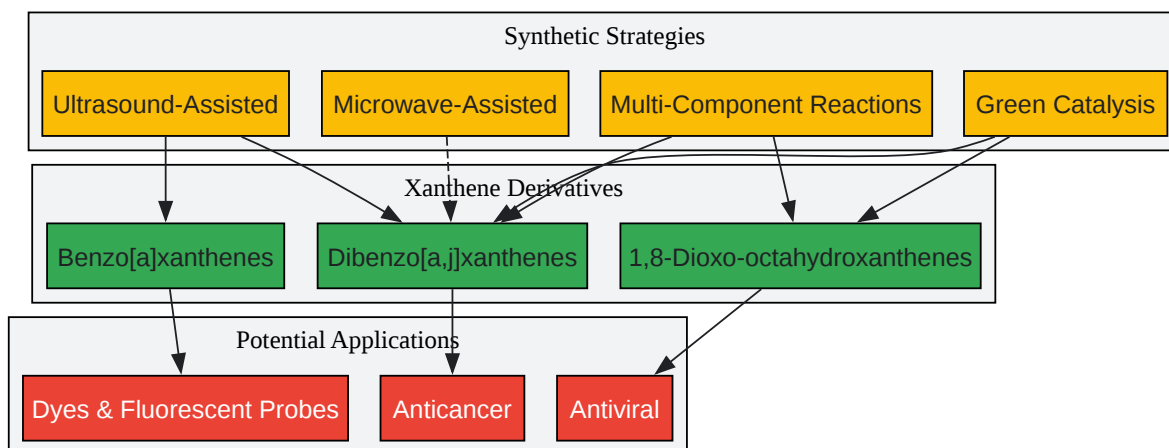 Synthetic Strategies
Ultrasound-Assisted
Microwave-Assisted
Multi-Component Reactions
Green Catalysis
Xanthene Derivatives
Benzo[a]xanthenes
Dibenzo[a,j]xanthenes
1,8-Dioxo-octahydroxanthenes
Potential Applications
Dyes & Fluorescent Probes
Anticancer
Antiviral